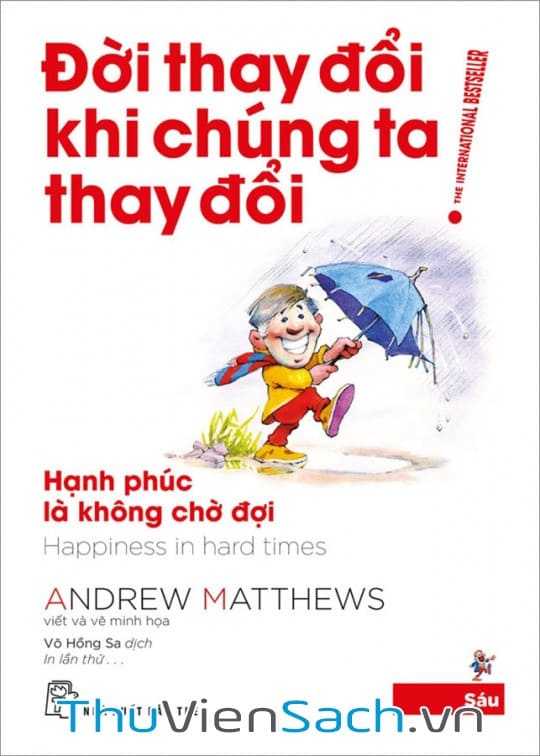 Đời thay đổi
khi chúng ta
thay đổi
!
THE INTERNATIONAL BESTSELLER
Hạnh phúc
là không chờ đợi
Happiness in hard times
ANDREW MATTHEWS
viết và vẽ minh họa
Võ Hồng Sa dịch
In lần thứ . . .
Sáu
ThuVienSach.vn